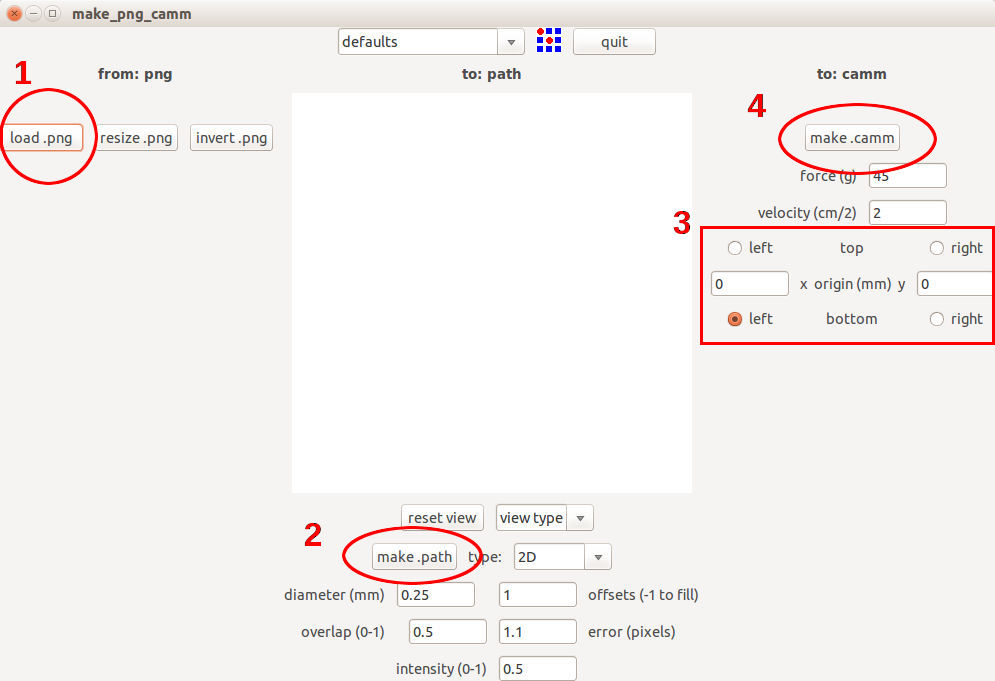 make_png_camm
defaults quit
1 from: png to: path to: camm
4
load .png resize .png invert .png make .camm
force (g) 45
velocity (cm/2) 2
3
left top right
0 x origin (mm) y 0
left bottom right
reset view view type
2
make .path type: 2D
diameter (mm) 0.25 1 offsets (-1 to fill)
overlap (0-1) 0.5 1.1 error (pixels)
intensity (0-1) 0.5